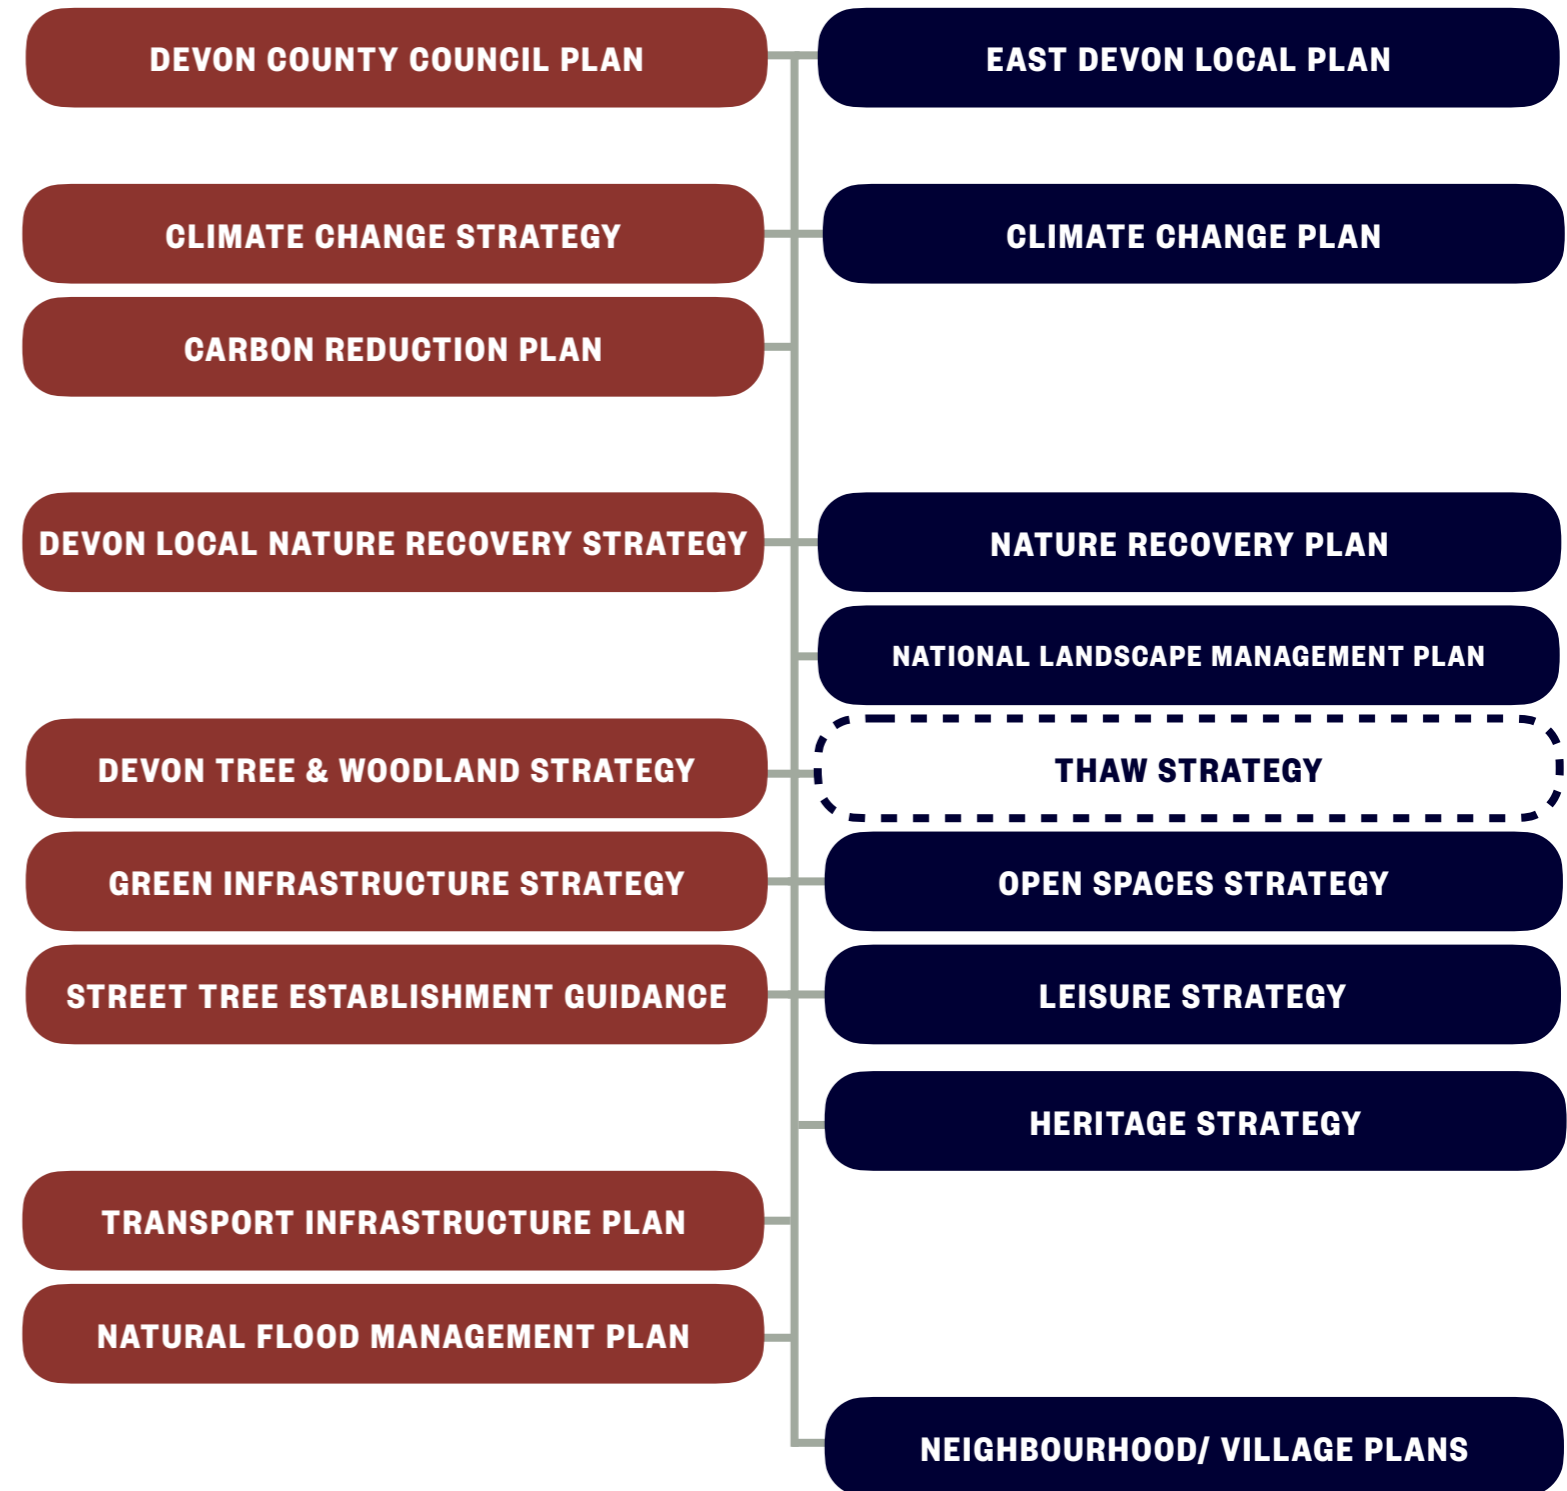 DEVON COUNTY COUNCIL PLAN
EAST DEVON LOCAL PLAN
CLIMATE CHANGE STRATEGY
CLIMATE CHANGE PLAN
CARBON REDUCTION PLAN
DEVON LOCAL NATURE RECOVERY STRATEGY
NATURE RECOVERY PLAN
NATIONAL LANDSCAPE MANAGEMENT PLAN
DEVON TREE & WOODLAND STRATEGY
THAW STRATEGY
GREEN INFRASTRUCTURE STRATEGY
OPEN SPACES STRATEGY
STREET TREE ESTABLISHMENT GUIDANCE
LEISURE STRATEGY
HERITAGE STRATEGY
TRANSPORT INFRASTRUCTURE PLAN
NATURAL FLOOD MANAGEMENT PLAN
NEIGHBOURHOOD/ VILLAGE PLANS